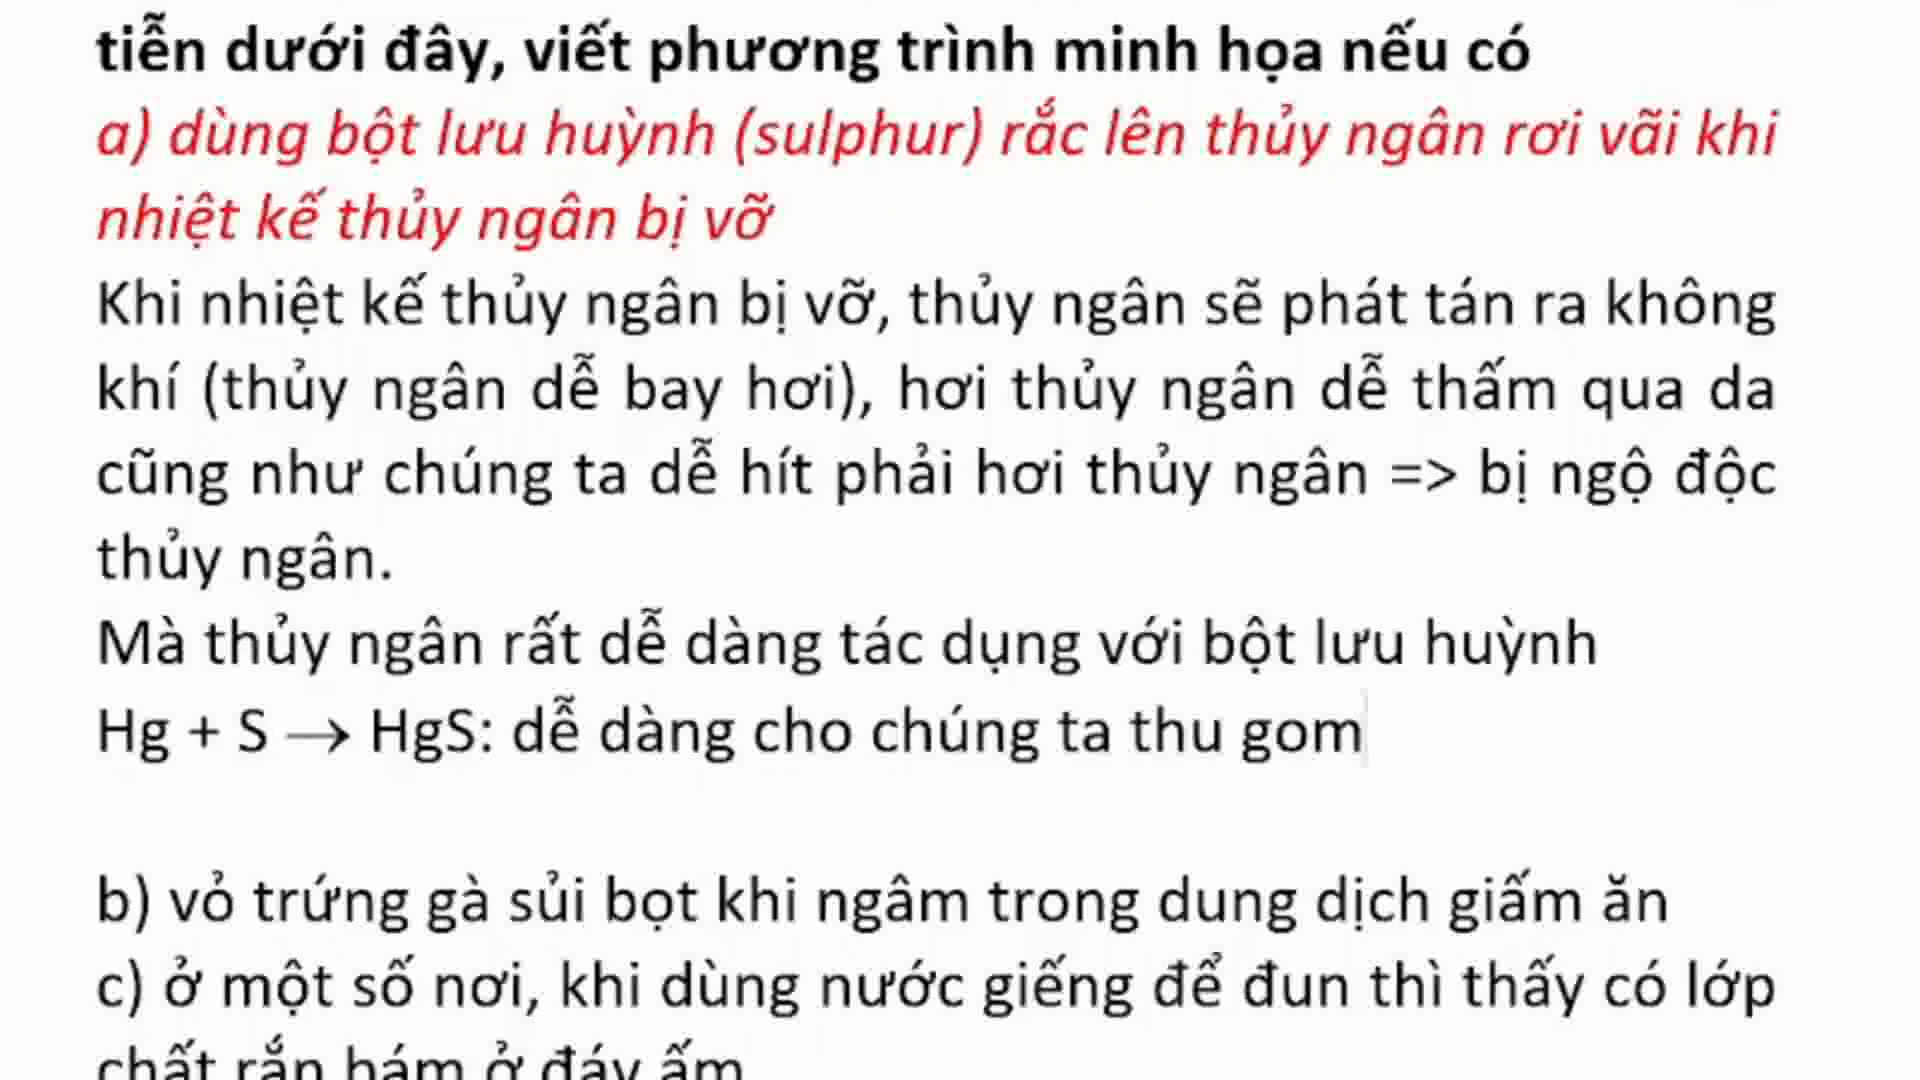 tiễn dưới đây, viết phương trình minh họa nếu có
a) dùng bột lưu huỳnh (sulphur) rắc lên thủy ngân rơi vãi khi
nhiệt kế thủy ngân bị vỡ
Khi nhiệt kế thủy ngân bị vỡ, thủy ngân sẽ phát tán ra không
khí (thủy ngân dễ bay hơi), hơi thủy ngân dễ thấm qua da
cũng như chúng ta dễ hít phải hơi thủy ngân => bị ngộ độc
thủy ngân.
Mà thủy ngân rất dễ dàng tác dụng với bột lưu huỳnh
Hg + S → HgS: dễ dàng cho chúng ta thu gom
b) vỏ trứng gà sủi bọt khi ngâm trong dung dịch giấm ăn
c) ở một số nơi, khi dùng nước giếng để đun thì thấy có lớp
chất rắn bám ở đáy ấm